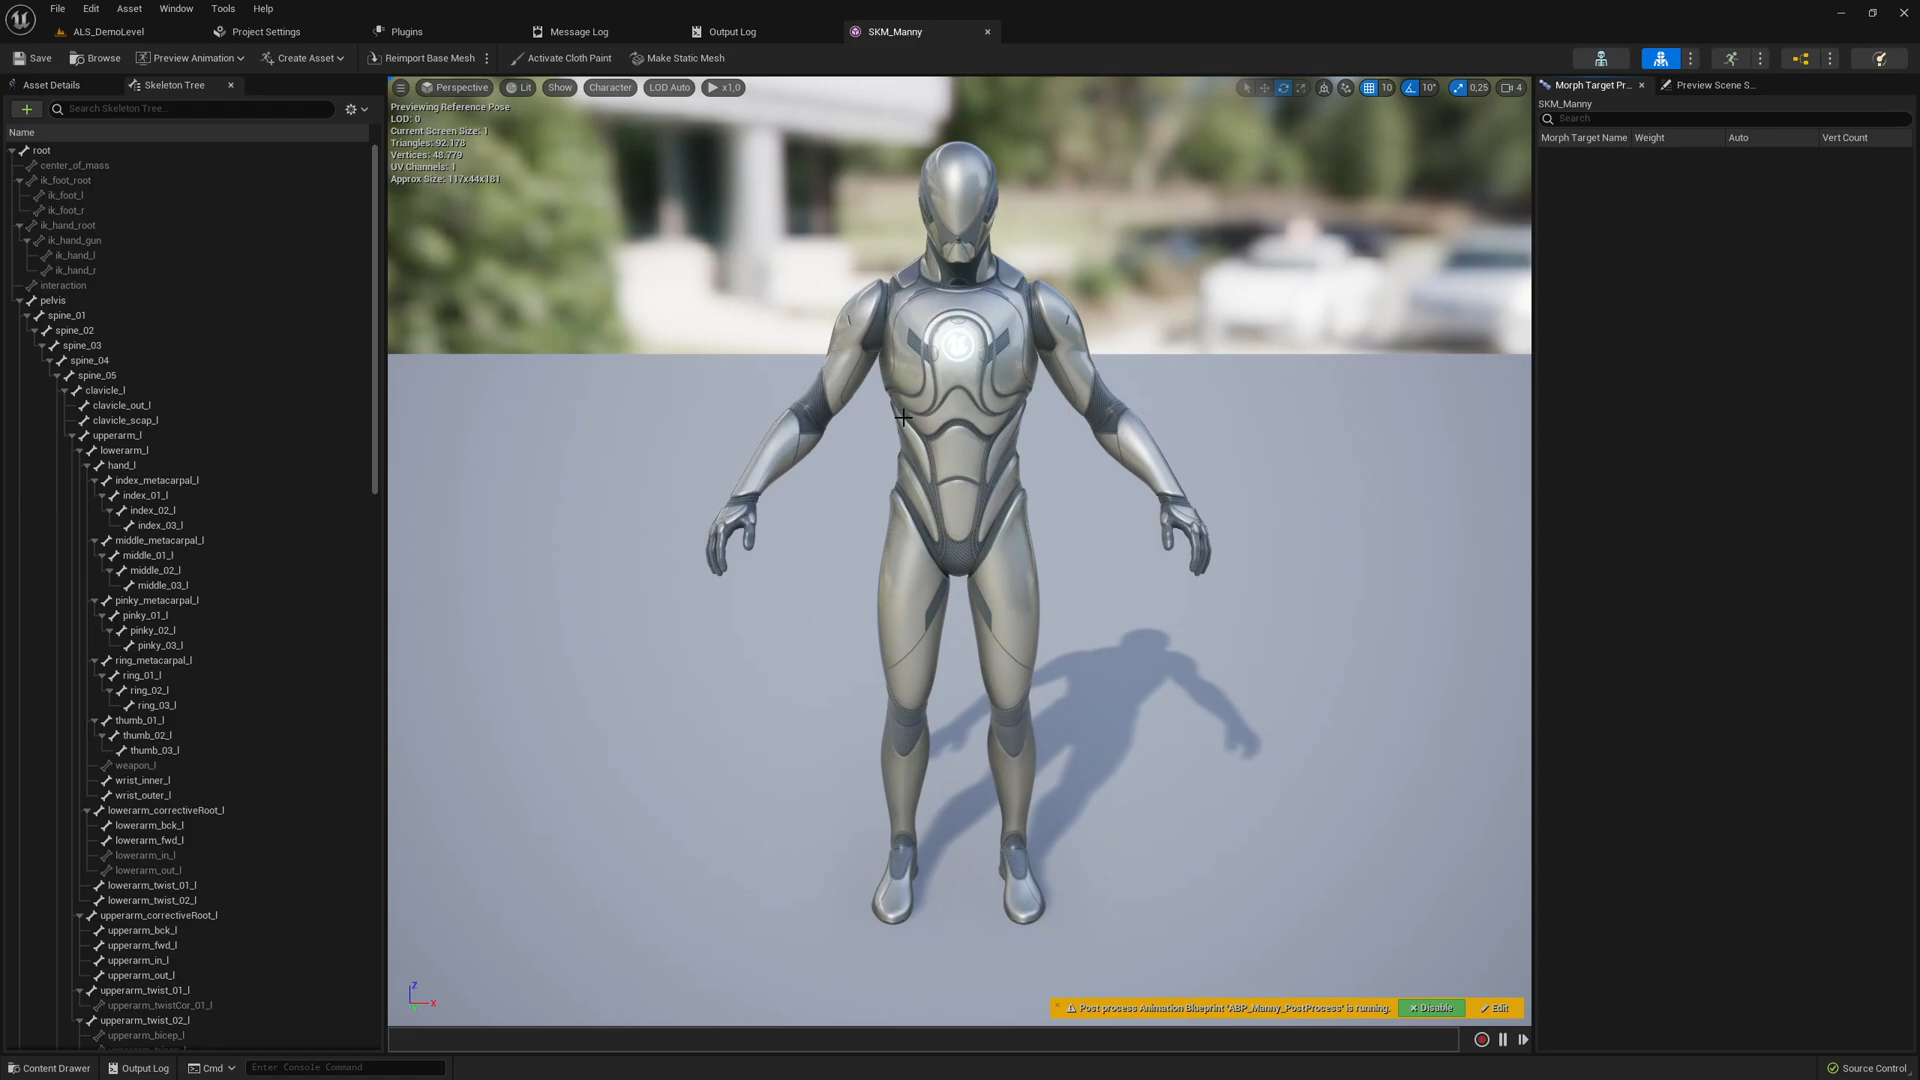 File Edit Asset Window Tools Help
ALS_DemoLevel Project Settings Plugins Message Log Output Log SKM_Manny
Save Browse Preview Animation Create Asset Reimport Base Mesh Activate Cloth Paint Make Static Mesh
Asset Details Skeleton Tree
Search Skeleton Tree...
Name
root
center_of_mass
ik_foot_root
ik_foot_l
ik_foot_r
ik_hand_root
ik_hand_gun
ik_hand_l
ik_hand_r
interaction
pelvis
spine_01
spine_02
spine_03
spine_04
spine_05
clavicle_l
clavicle_out_l
clavicle_scap_l
upperarm_l
lowerarm_l
hand_l
index_metacarpal_l
index_01_l
index_02_l
index_03_l
middle_metacarpal_l
middle_01_l
middle_02_l
middle_03_l
pinky_metacarpal_l
pinky_01_l
pinky_02_l
pinky_03_l
ring_metacarpal_l
ring_01_l
ring_02_l
ring_03_l
thumb_01_l
thumb_02_l
thumb_03_l
weapon_l
wrist_inner_l
wrist_outer_l
lowerarm_correctiveRoot_l
lowerarm_bck_l
lowerarm_fwd_l
lowerarm_in_l
lowerarm_out_l
lowerarm_twist_01_l
lowerarm_twist_02_l
upperarm_correctiveRoot_l
upperarm_bck_l
upperarm_fwd_l
upperarm_in_l
upperarm_out_l
upperarm_twist_01_l
upperarm_twistCor_01_l
upperarm_twist_02_l
upperarm_bicep_l
Perspective Lit Show Character LOD Auto x1,0 10 10° 0,25 4
Previewing Reference Pose
LOD: 0
Current Screen Size: 1
Triangles: 92.178
Vertices: 48.779
UV Channels: 1
Approx Size: 117x44x181
Z
X
Post process Animation Blueprint 'ABP_Manny_PostProcess' is running. Disable Edit
Morph Target Pr... Preview Scene S...
SKM_Manny
Search
Morph Target Name Weight Auto Vert Count
Content Drawer Output Log Cmd Enter Console Command Source Control